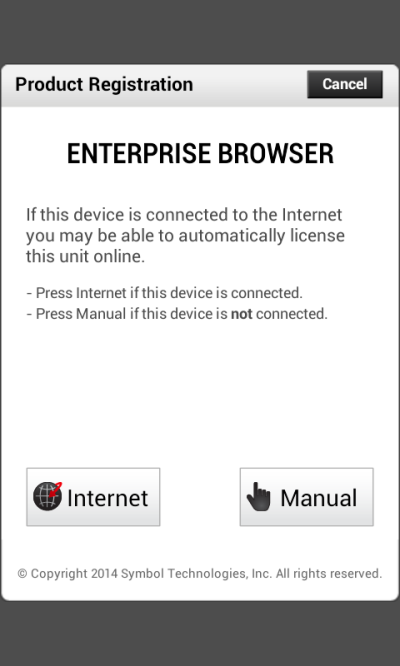 Product Registration
Cancel
ENTERPRISE BROWSER
If this device is connected to the Internet
you may be able to automatically license
this unit online.
- Press Internet if this device is connected.
- Press Manual if this device is not connected.
Internet
Manual
© Copyright 2014 Symbol Technologies, Inc. All rights reserved.